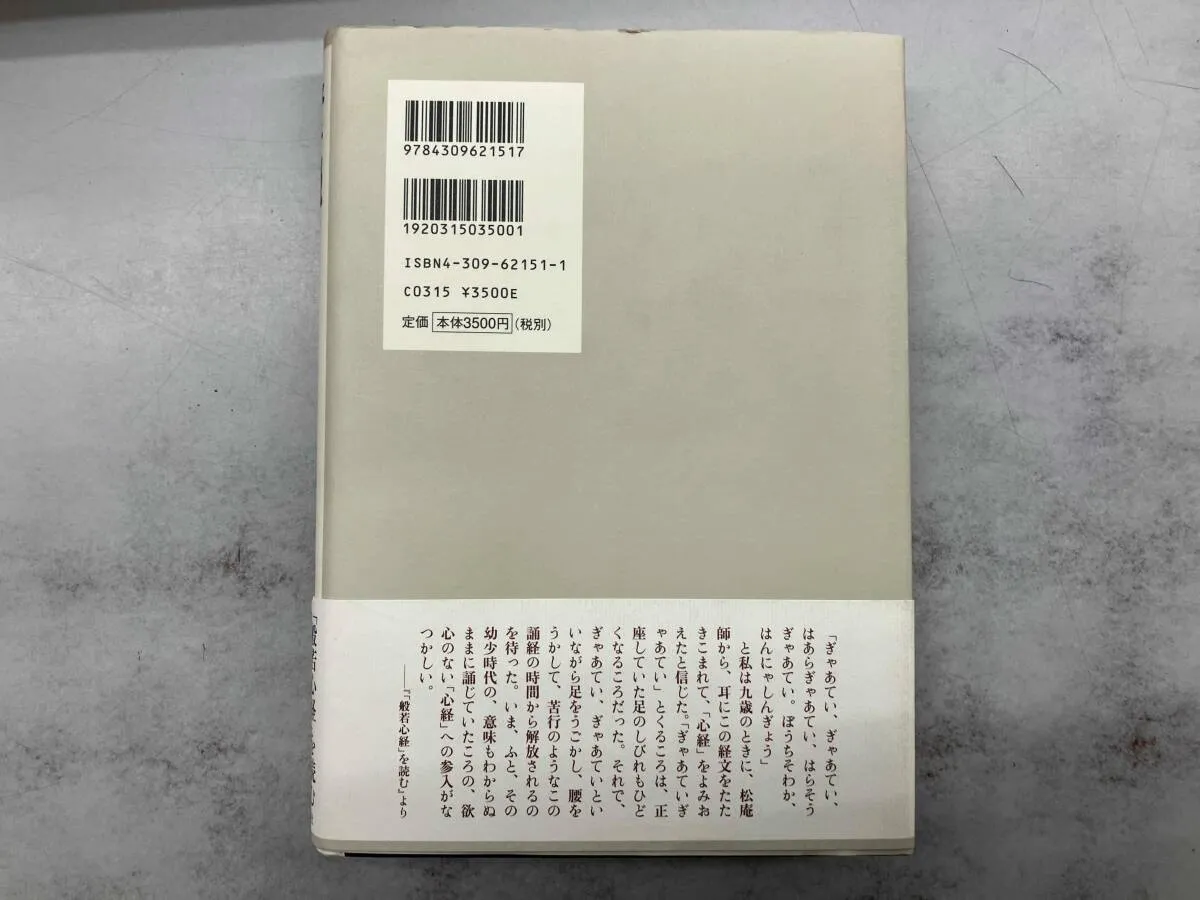 9784309621517
1920315035001
ISBN4-309-62151-1
C0315 ¥3500E
定価 本体3500円(税別)
「ぎゃあてい、ぎゃあてい、
はあらぎゃあてい、はらそう
ぎゃあてい。ぼうちそわか、
はんにゃしんぎょう」
と私は九歳のときに、松庵
師から、耳にこの経文をたた
きこまれて、「心経」をよみお
えたと信じた。「ぎゃあていぎ
ゃあてい」とくるころは、正
座していた足のしびれもひど
くなるころだった。それで、
ぎゃあてい、ぎゃあていとい
いながら足をうごかし、腰を
うかして、苦行のようなこの
誦経の時間から解放されるの
を待った。いま、ふと、その
幼少時代の、意味もわからぬ
ままに誦じていたころの、欲
心のない「心経」への参入がな
つかしい。
――『「般若心経」を読む』より